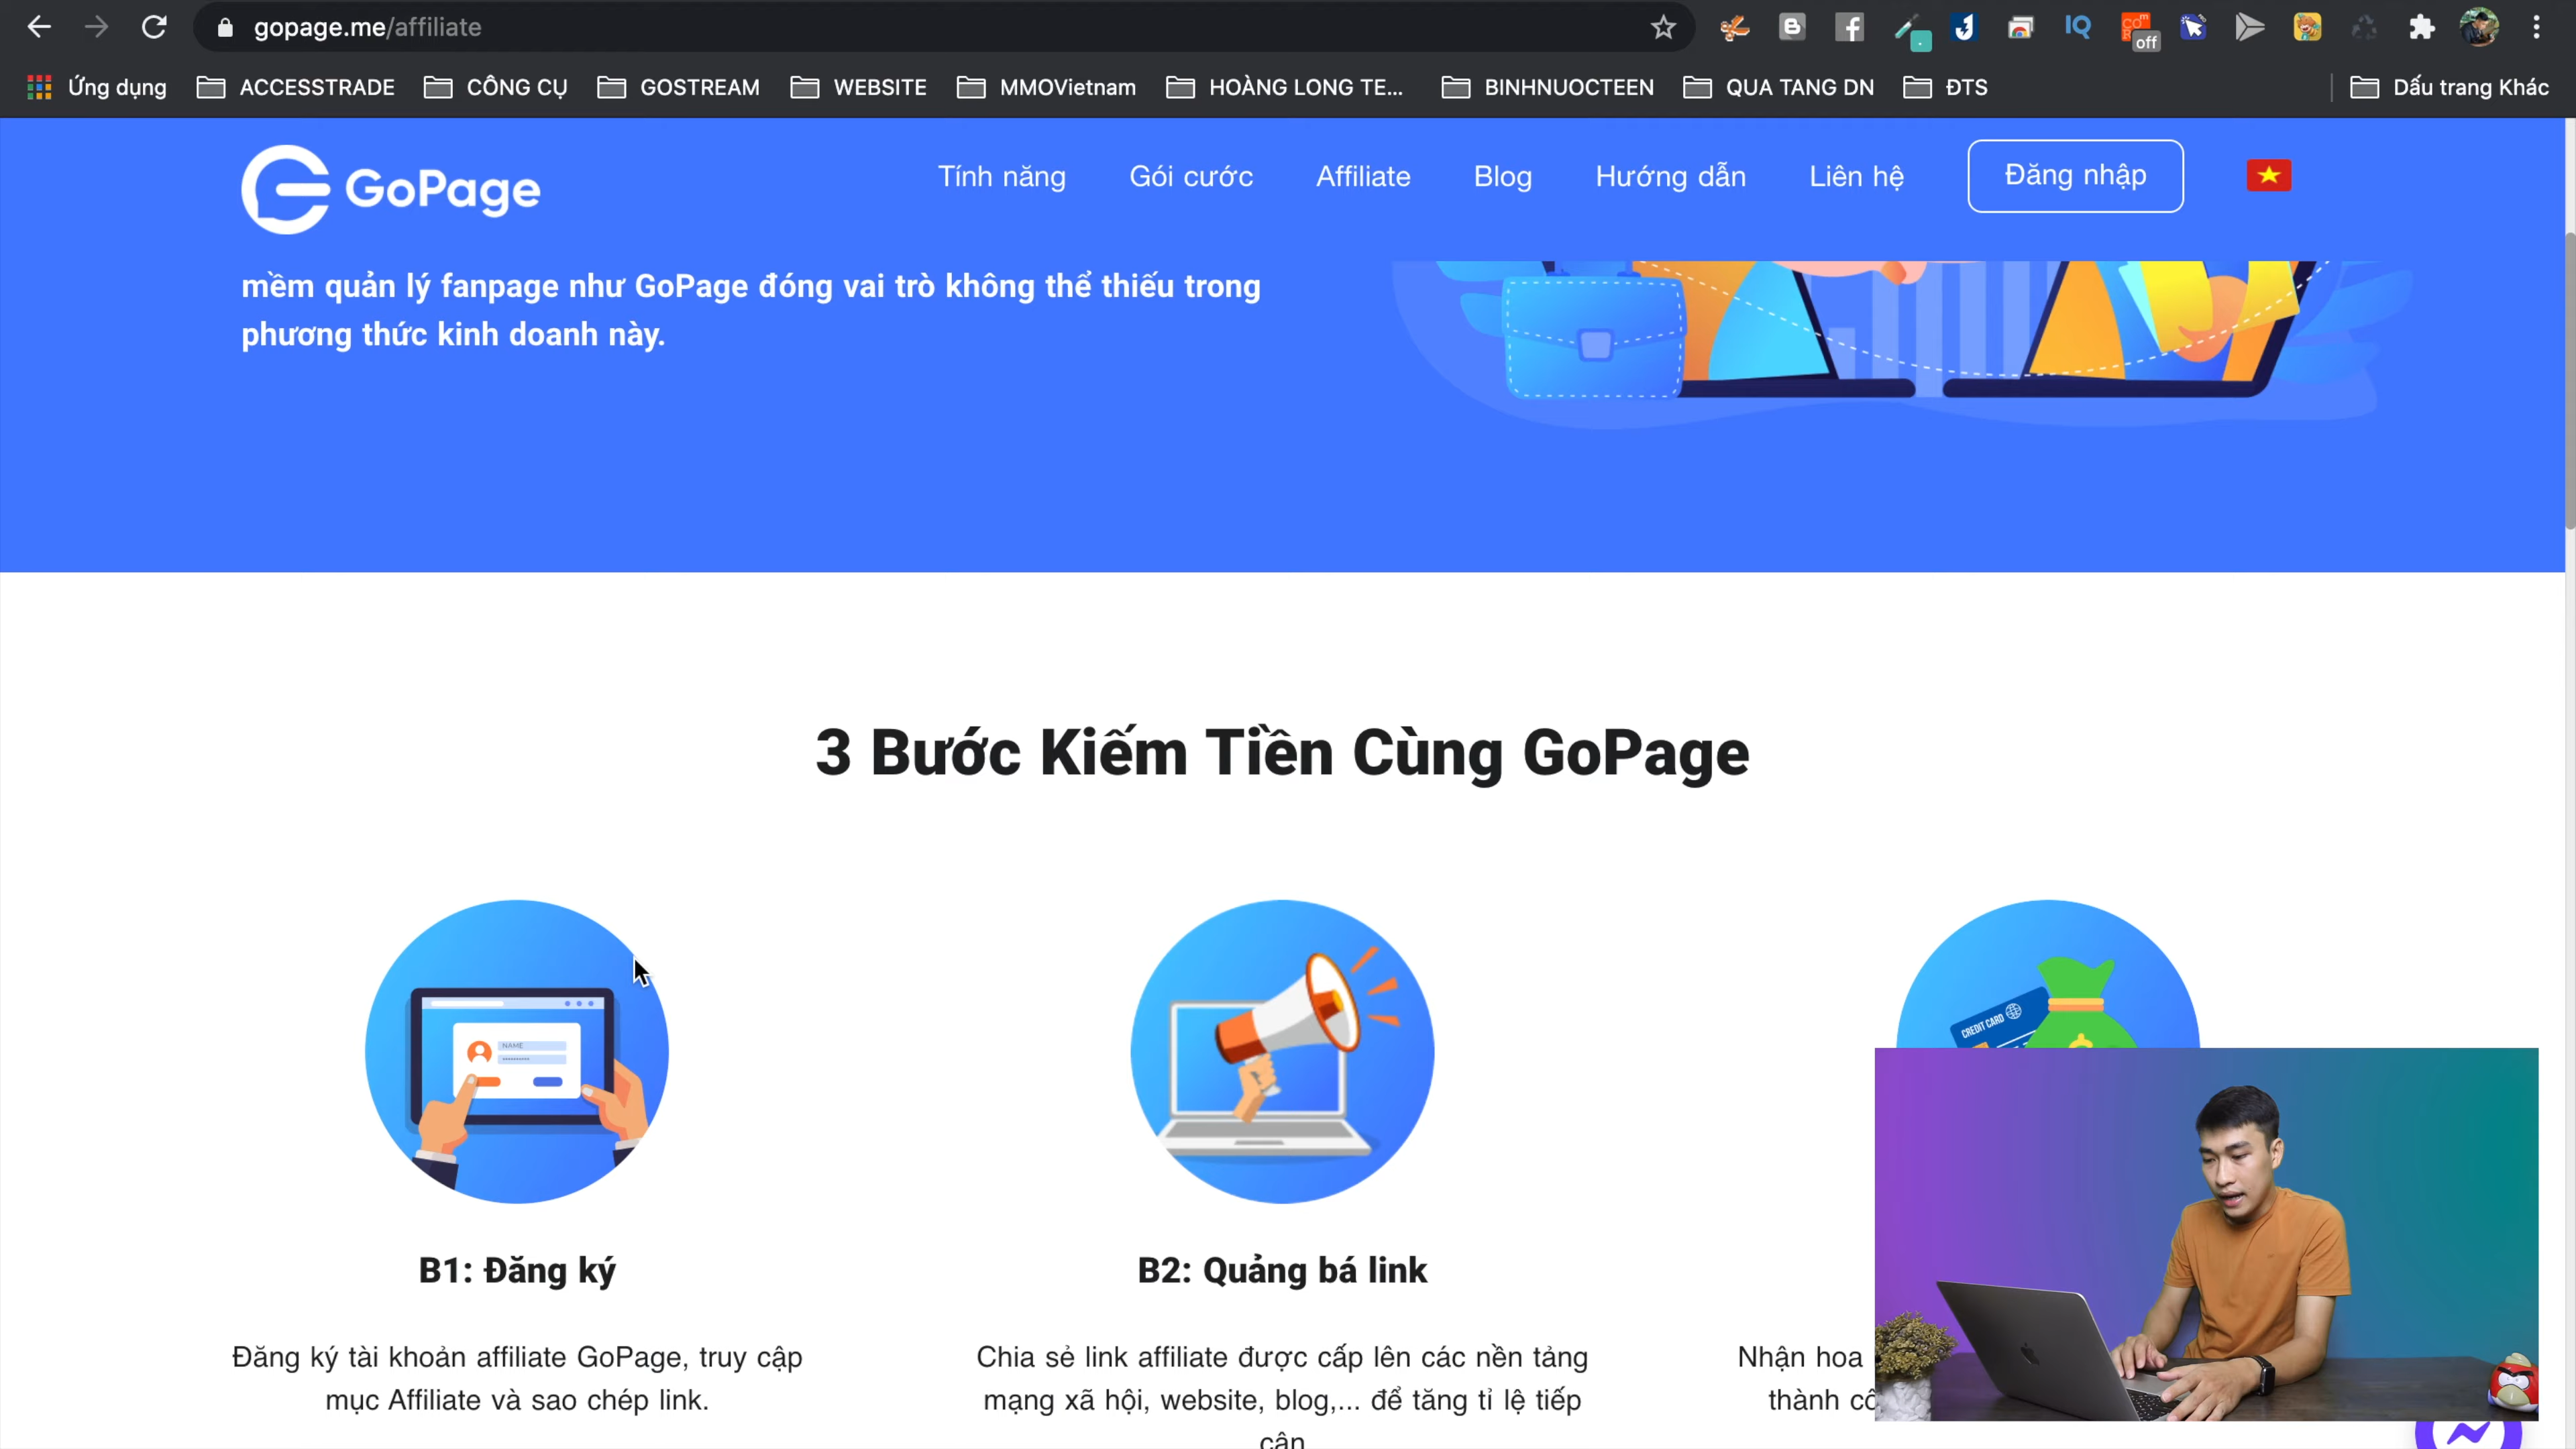 gopage.me/affiliate
IQ
off
Ứng dụng ACCESSTRADE CÔNG CỤ GOSTREAM WEBSITE MMOVietnam HOÀNG LONG TE... BINHNUOCTEEN QUA TANG DN ĐTS Dấu trang Khác
GoPage
Tính năng Gói cước Affiliate Blog Hướng dẫn Liên hệ Đăng nhập
mềm quản lý fanpage như GoPage đóng vai trò không thể thiếu trong
phương thức kinh doanh này.
3 Bước Kiếm Tiền Cùng GoPage
NAME
CREDIT CARD
B1: Đăng ký
Đăng ký tài khoản affiliate GoPage, truy cập
mục Affiliate và sao chép link.
B2: Quảng bá link
Chia sẻ link affiliate được cấp lên các nền tảng
mạng xã hội, website, blog,... để tăng tỉ lệ tiếp
cận
Nhận hoa
thành